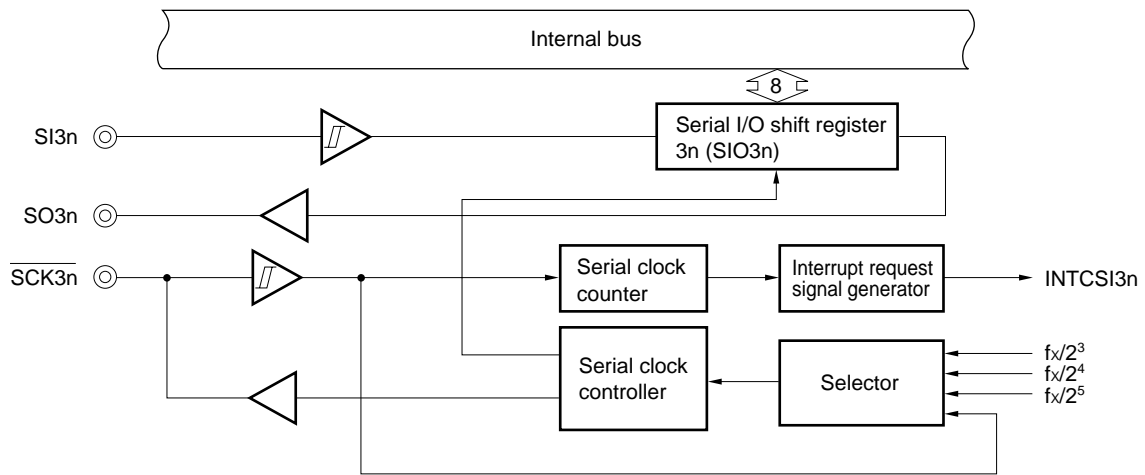 Internal bus
8
SI3n
Serial I/O shift register
3n (SIO3n)
SO3n
SCK3n
Serial clock
counter
Interrupt request
signal generator
INTCSI3n
Serial clock
controller
Selector
fx/2³
fx/2⁴
fx/2⁵